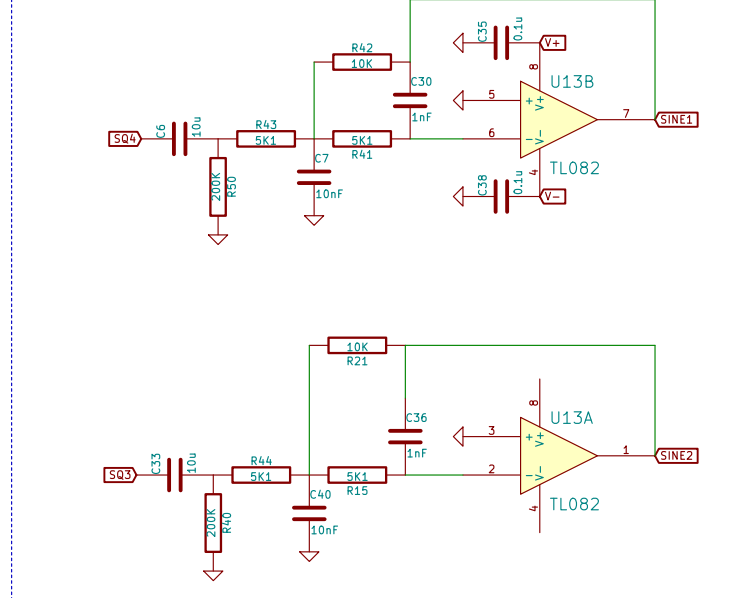 C35
0.1u
V+
R42
10K
8
U13B
C30
5
+
V+
1nF
7
SINE1
SQ4
C6
10u
R43
5K1
5K1
R41
6
−
V−
C7
10nF
200K
R50
4
TL082
C38
0.1u
V−
10K
R21
8
U13A
C36
3
+
V+
1nF
1
SINE2
SQ3
C33
10u
R44
5K1
5K1
R15
2
−
V−
C40
10nF
200K
R40
4
TL082